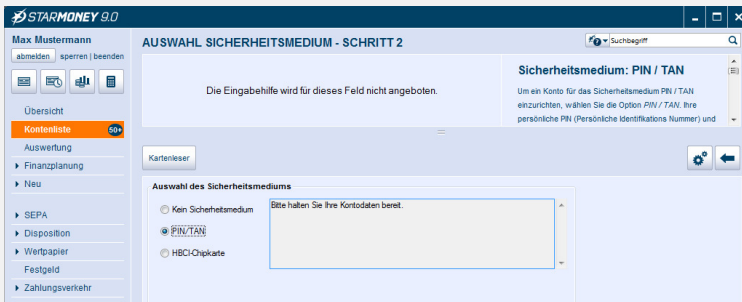 STARMONEY 9.0
Max Mustermann
abmelden sperren | beenden
Übersicht
Kontenliste 50+
Auswertung
Finanzplanung
Neu
SEPA
Disposition
Wertpapier
Festgeld
Zahlungsverkehr
AUSWAHL SICHERHEITSMEDIUM - SCHRITT 2
Suchbegriff
Die Eingabehilfe wird für dieses Feld nicht angeboten.
Sicherheitsmedium: PIN / TAN
Um ein Konto für das Sicherheitsmedium PIN / TAN
einzurichten, wählen Sie die Option PIN / TAN. Ihre
persönliche PIN (Persönliche Identifikations Nummer) und
Kartenleser
Auswahl des Sicherheitsmediums
Kein Sicherheitsmedium
PIN/TAN
HBCI-Chipkarte
Bitte halten Sie Ihre Kontodaten bereit.